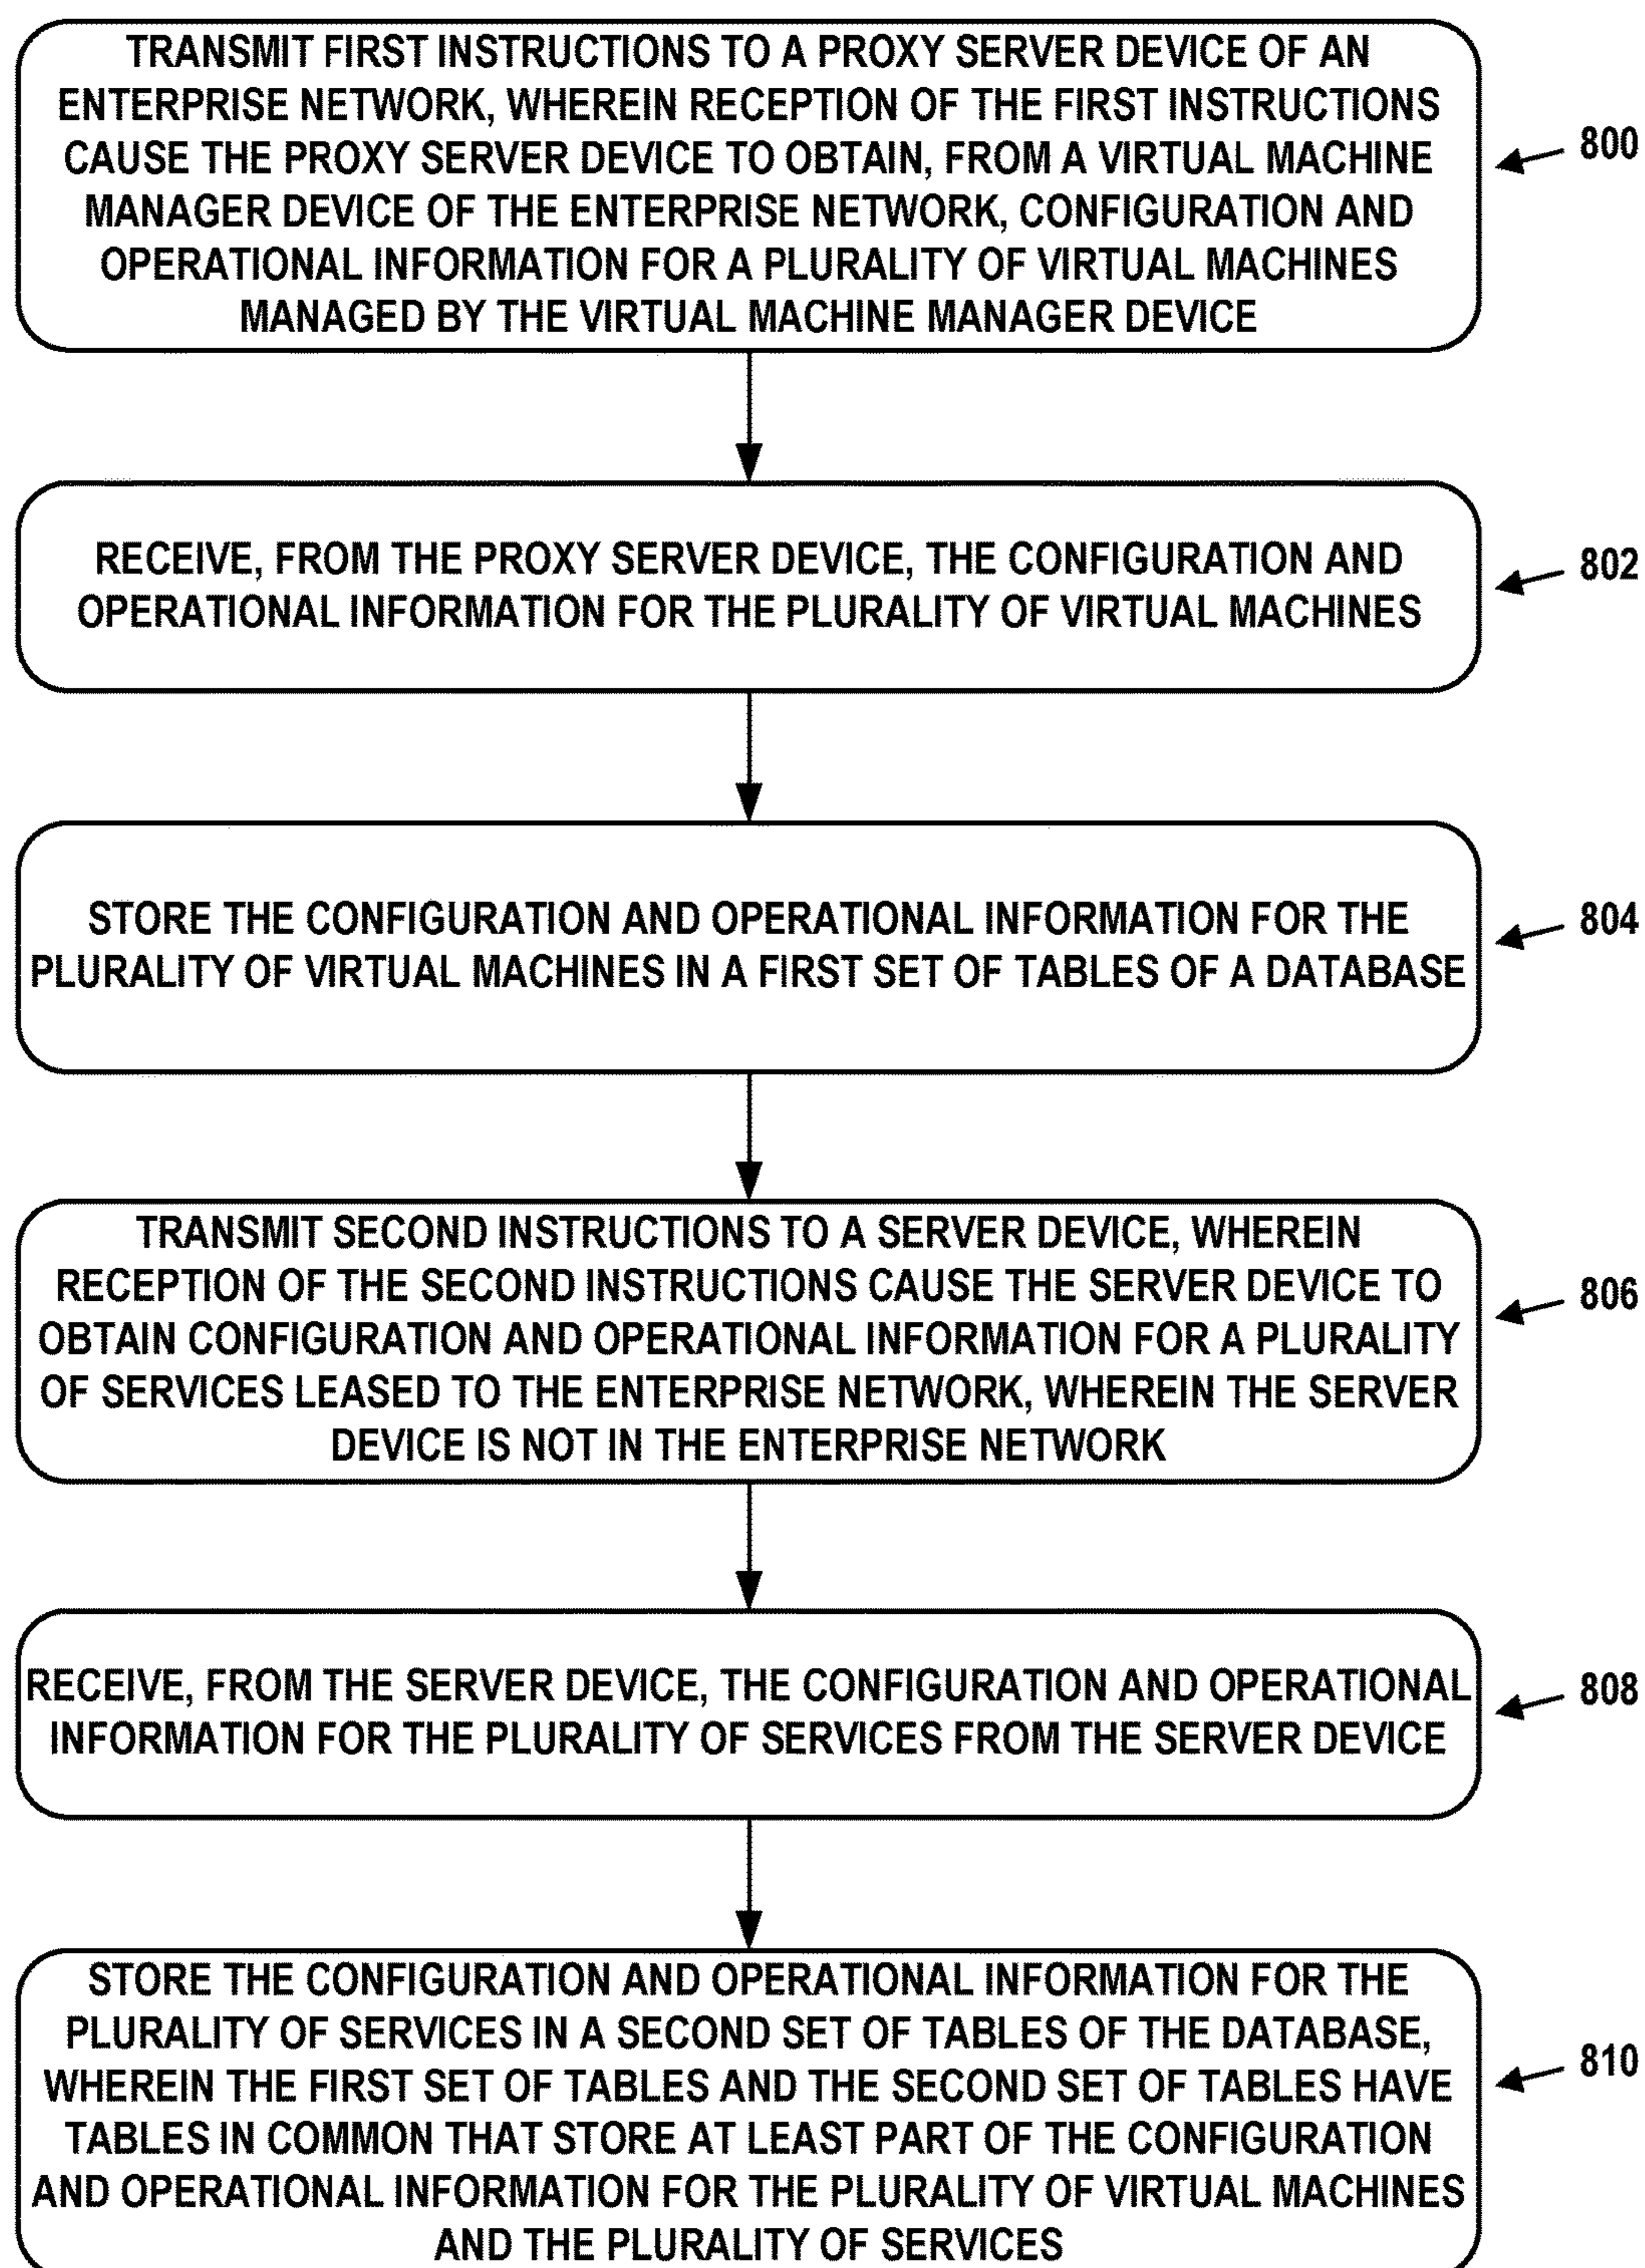 TRANSMIT FIRST INSTRUCTIONS TO A PROXY SERVER DEVICE OF AN
ENTERPRISE NETWORK, WHEREIN RECEPTION OF THE FIRST INSTRUCTIONS
CAUSE THE PROXY SERVER DEVICE TO OBTAIN, FROM A VIRTUAL MACHINE
MANAGER DEVICE OF THE ENTERPRISE NETWORK, CONFIGURATION AND
OPERATIONAL INFORMATION FOR A PLURALITY OF VIRTUAL MACHINES
MANAGED BY THE VIRTUAL MACHINE MANAGER DEVICE
800
RECEIVE, FROM THE PROXY SERVER DEVICE, THE CONFIGURATION AND
OPERATIONAL INFORMATION FOR THE PLURALITY OF VIRTUAL MACHINES
802
STORE THE CONFIGURATION AND OPERATIONAL INFORMATION FOR THE
PLURALITY OF VIRTUAL MACHINES IN A FIRST SET OF TABLES OF A DATABASE
804
TRANSMIT SECOND INSTRUCTIONS TO A SERVER DEVICE, WHEREIN
RECEPTION OF THE SECOND INSTRUCTIONS CAUSE THE SERVER DEVICE TO
OBTAIN CONFIGURATION AND OPERATIONAL INFORMATION FOR A PLURALITY
OF SERVICES LEASED TO THE ENTERPRISE NETWORK, WHEREIN THE SERVER
DEVICE IS NOT IN THE ENTERPRISE NETWORK
806
RECEIVE, FROM THE SERVER DEVICE, THE CONFIGURATION AND OPERATIONAL
INFORMATION FOR THE PLURALITY OF SERVICES FROM THE SERVER DEVICE
808
STORE THE CONFIGURATION AND OPERATIONAL INFORMATION FOR THE
PLURALITY OF SERVICES IN A SECOND SET OF TABLES OF THE DATABASE,
WHEREIN THE FIRST SET OF TABLES AND THE SECOND SET OF TABLES HAVE
TABLES IN COMMON THAT STORE AT LEAST PART OF THE CONFIGURATION
AND OPERATIONAL INFORMATION FOR THE PLURALITY OF VIRTUAL MACHINES
AND THE PLURALITY OF SERVICES
810